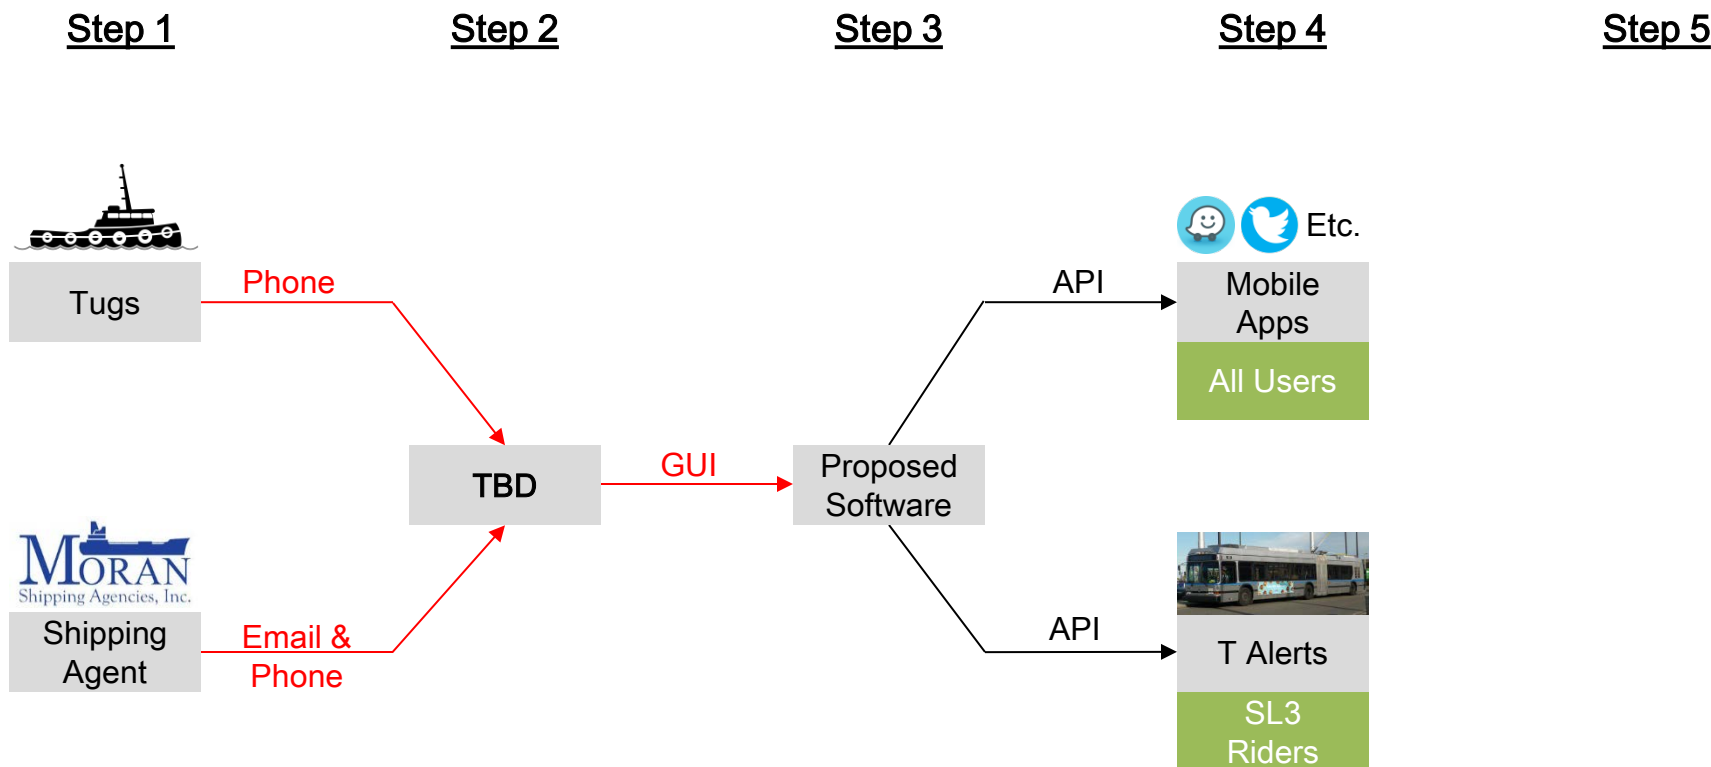 Step 1
Step 2
Step 3
Step 4
Step 5
Etc.
Tugs
Phone
API
Mobile
Apps
All Users
TBD
GUI
Proposed
Software
MORAN
Shipping Agencies, Inc.
Shipping
Agent
Email &
Phone
API
T Alerts
SL3
Riders